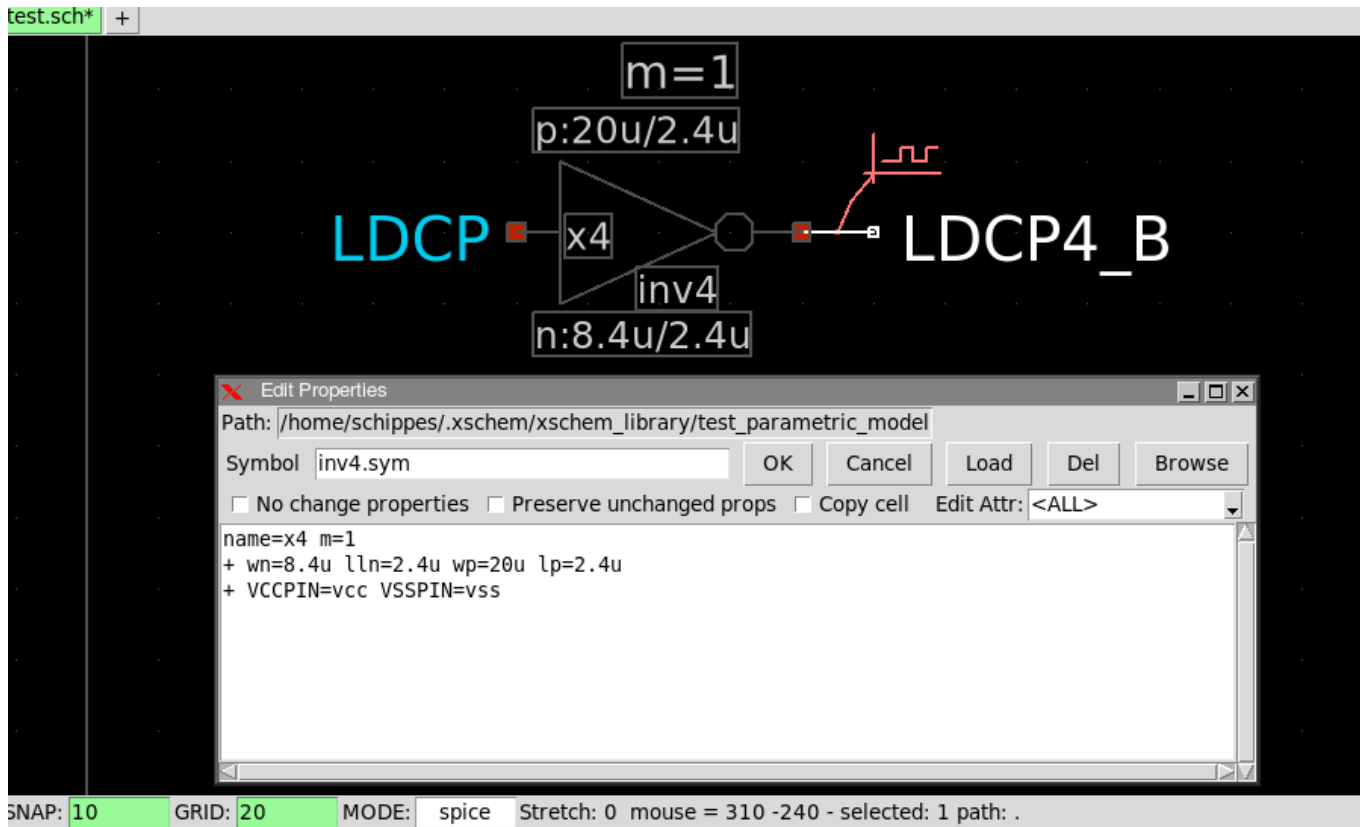 test.sch* +
m=1
p:20u/2.4u
LDCP x4 LDCP4_B
inv4
n:8.4u/2.4u
Edit Properties
Path: /home/schippes/.xschem/xschem_library/test_parametric_model
Symbol inv4.sym OK Cancel Load Del Browse
No change properties Preserve unchanged props Copy cell Edit Attr: <ALL>
name=x4 m=1
+ wn=8.4u lln=2.4u wp=20u lp=2.4u
+ VCCPIN=vcc VSSPIN=vss
SNAP: 10 GRID: 20 MODE: spice Stretch: 0 mouse = 310 -240 - selected: 1 path: .